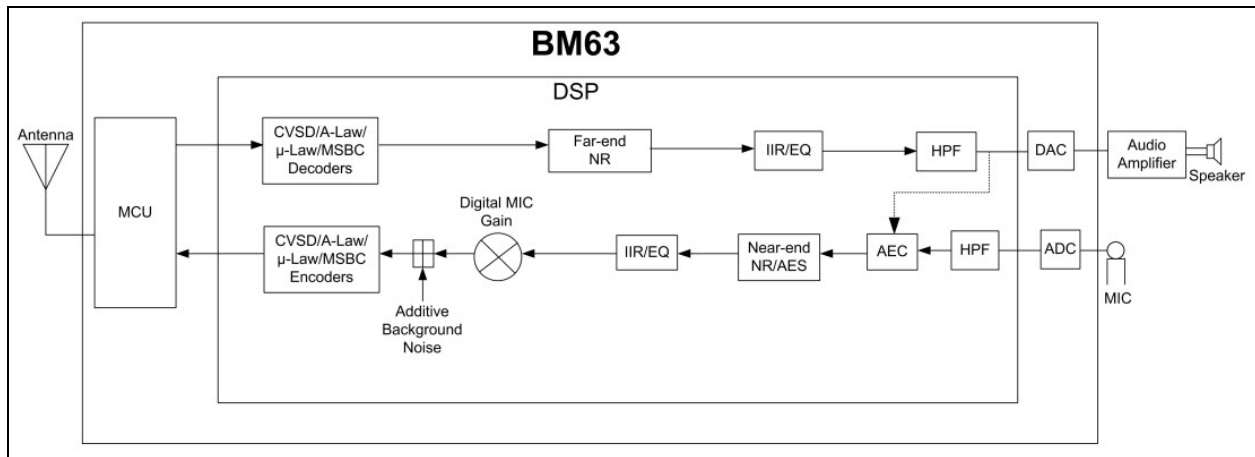 BM63
DSP
Antenna
MCU
CVSD/A-Law/
µ-Law/MSBC
Decoders
Far-end
NR
IIR/EQ
HPF
DAC
Audio
Amplifier
Speaker
CVSD/A-Law/
µ-Law/MSBC
Encoders
Additive
Background
Noise
Digital MIC
Gain
IIR/EQ
Near-end
NR/AES
AEC
HPF
ADC
MIC